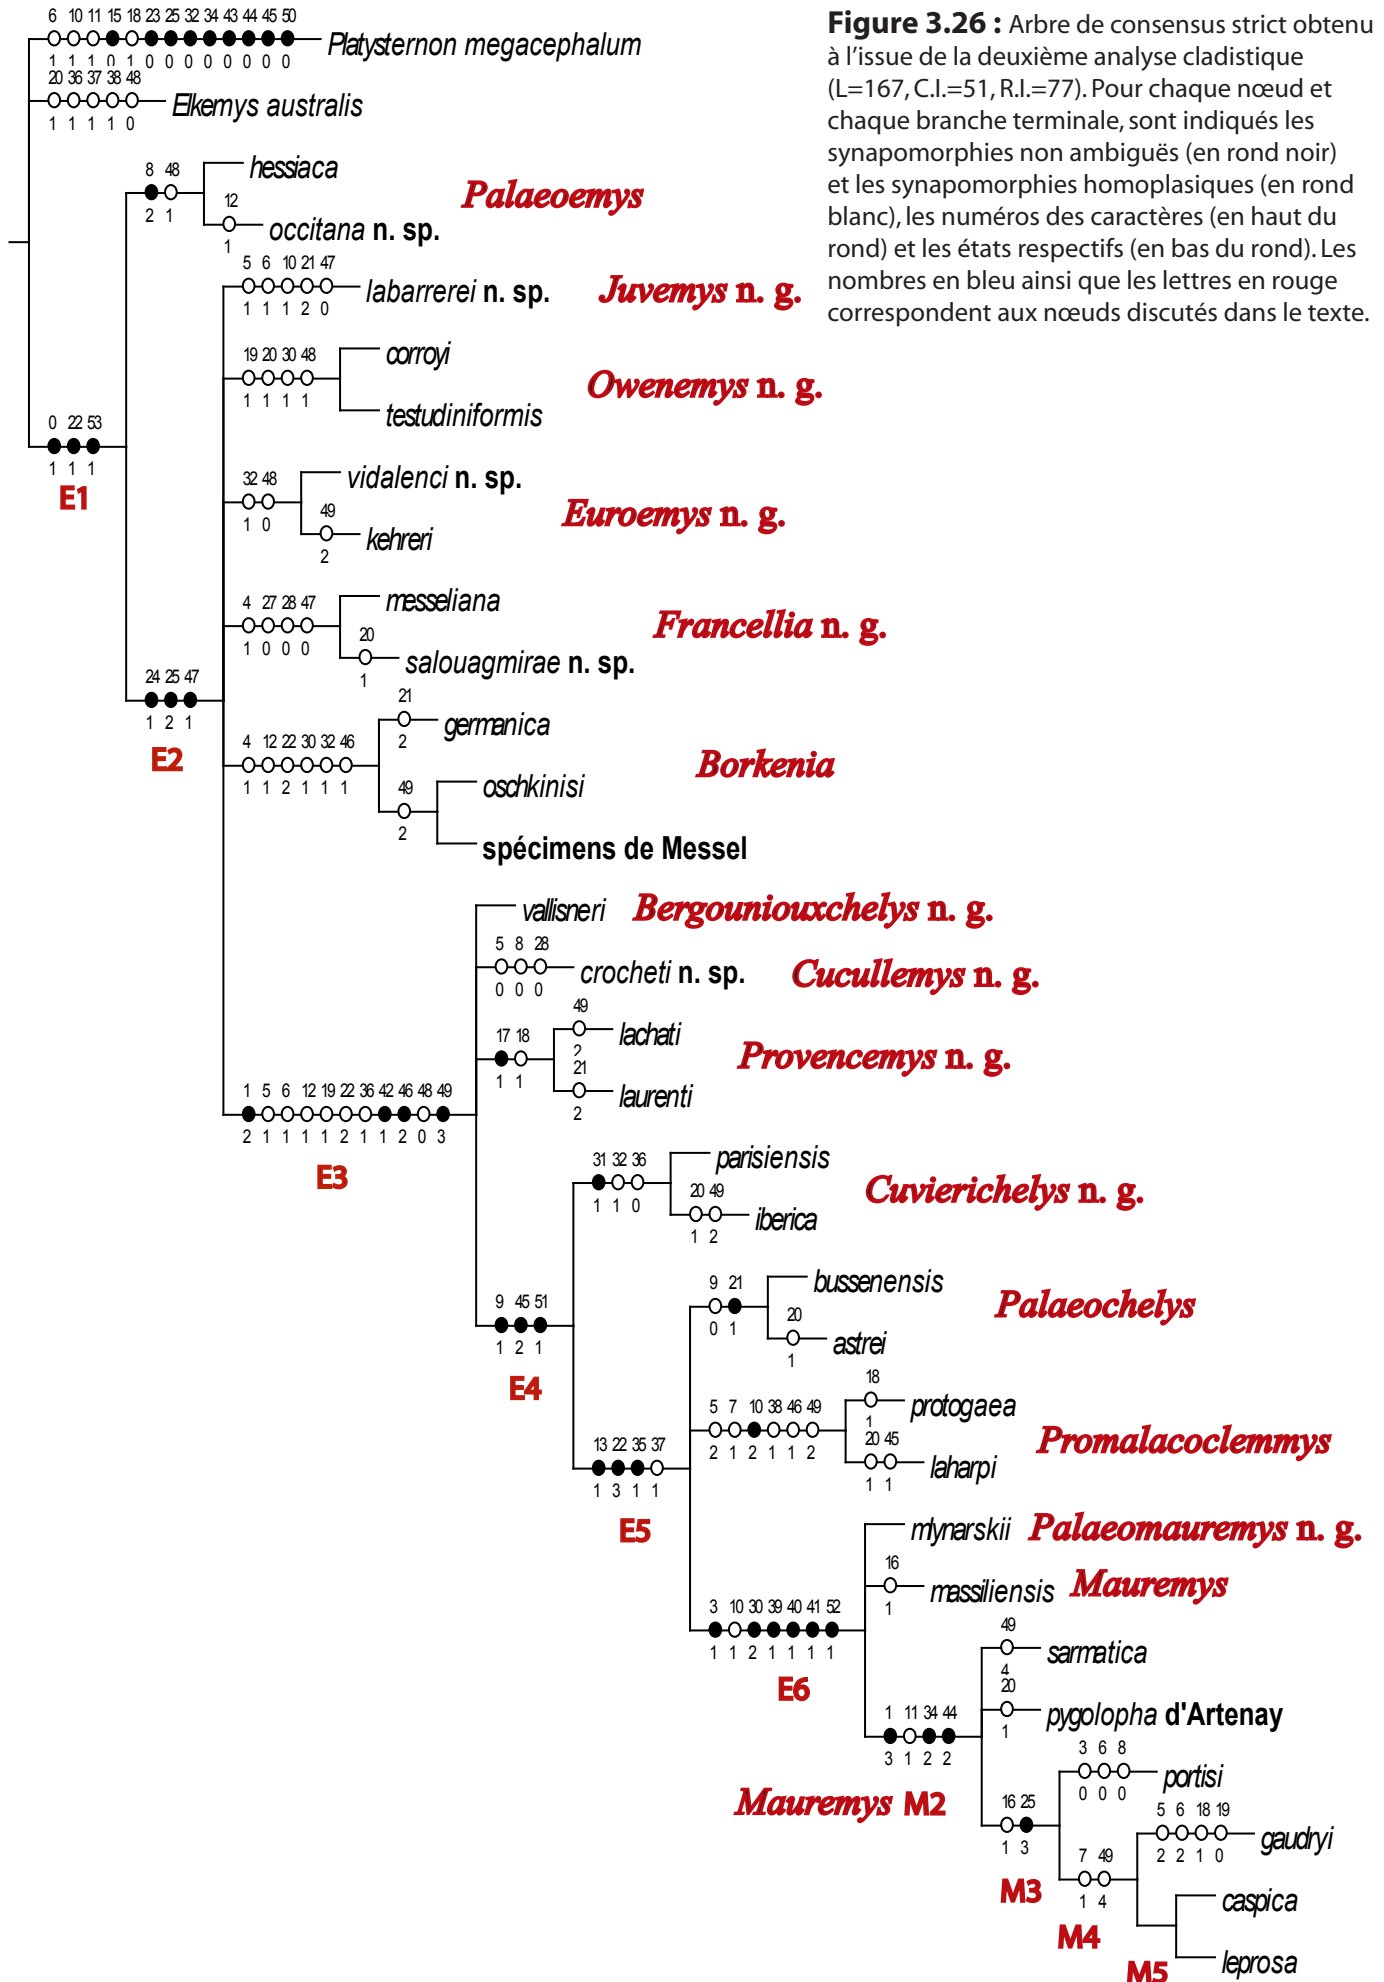 Figure 3.26 : Arbre de consensus strict obtenu
à l'issue de la deuxième analyse cladistique
(L=167, C.I.=51, R.I.=77). Pour chaque nœud et
chaque branche terminale, sont indiqués les
synapomorphies non ambiguës (en rond noir)
et les synapomorphies homoplasiques (en rond
blanc), les numéros des caractères (en haut du
rond) et les états respectifs (en bas du rond). Les
nombres en bleu ainsi que les lettres en rouge
correspondent aux nœuds discutés dans le texte.
6 10 11 15 18 23 25 32 34 43 44 45 50
Platysternon megacephalum
1 1 1 0 1 0 0 0 0 0 0 0 0
20 36 37 38 48
Elkemys australis
1 1 1 1 0
8 48
hessiaca
2 1
Palaeoemys
12
occitana n. sp.
1
5 6 10 21 47
labarrerei n. sp.
Juvemys n. g.
1 1 1 2 0
19 20 30 48
corroyi
Owenemys n. g.
1 1 1 1
testudiniformis
0 22 53
1 1 1
E1
32 48
vidalenci n. sp.
1 0
Euroemys n. g.
49
kehreri
2
4 27 28 47
messeliana
1 0 0 0
Francellia n. g.
20
salouagmirae n. sp.
1
24 25 47
1 2 1
E2
21
germanica
2
4 12 22 30 32 46
1 1 2 1 1 1
Borkenia
49
oschkinisi
2
spécimens de Messel
vallisneri
Bergouniouxchelys n. g.
5 8 28
crocheti n. sp.
Cucullemys n. g.
0 0 0
49
lachati
2
17 18
1 1
Provencemys n. g.
21
laurenti
2
1 5 6 12 19 22 36 42 46 48 49
2 1 1 1 1 2 1 1 2 0 3
E3
31 32 36
parisiensis
1 1 0
Cuvierichelys n. g.
20 49
iberica
1 2
9 45 51
1 2 1
E4
9 21
bussenensis
0 1
Palaeochelys
20
astrei
1
18
protogaea
1
5 7 10 38 46 49
2 1 2 1 1 2
Promalacoclemmys
20 45
laharpi
1 1
13 22 35 37
1 3 1 1
E5
mlynarskii
Palaeomauremys n. g.
16
massiliensis
Mauremys
1
3 10 30 39 40 41 52
1 1 2 1 1 1 1
E6
49
sarmatica
4
20
pygolopha d'Artenay
1
1 11 34 44
3 1 2 2
Mauremys M2
3 6 8
portisi
0 0 0
16 25
1 3
M3
5 6 18 19
gaudryi
2 2 1 0
7 49
1 4
M4
caspica
M5
leprosa